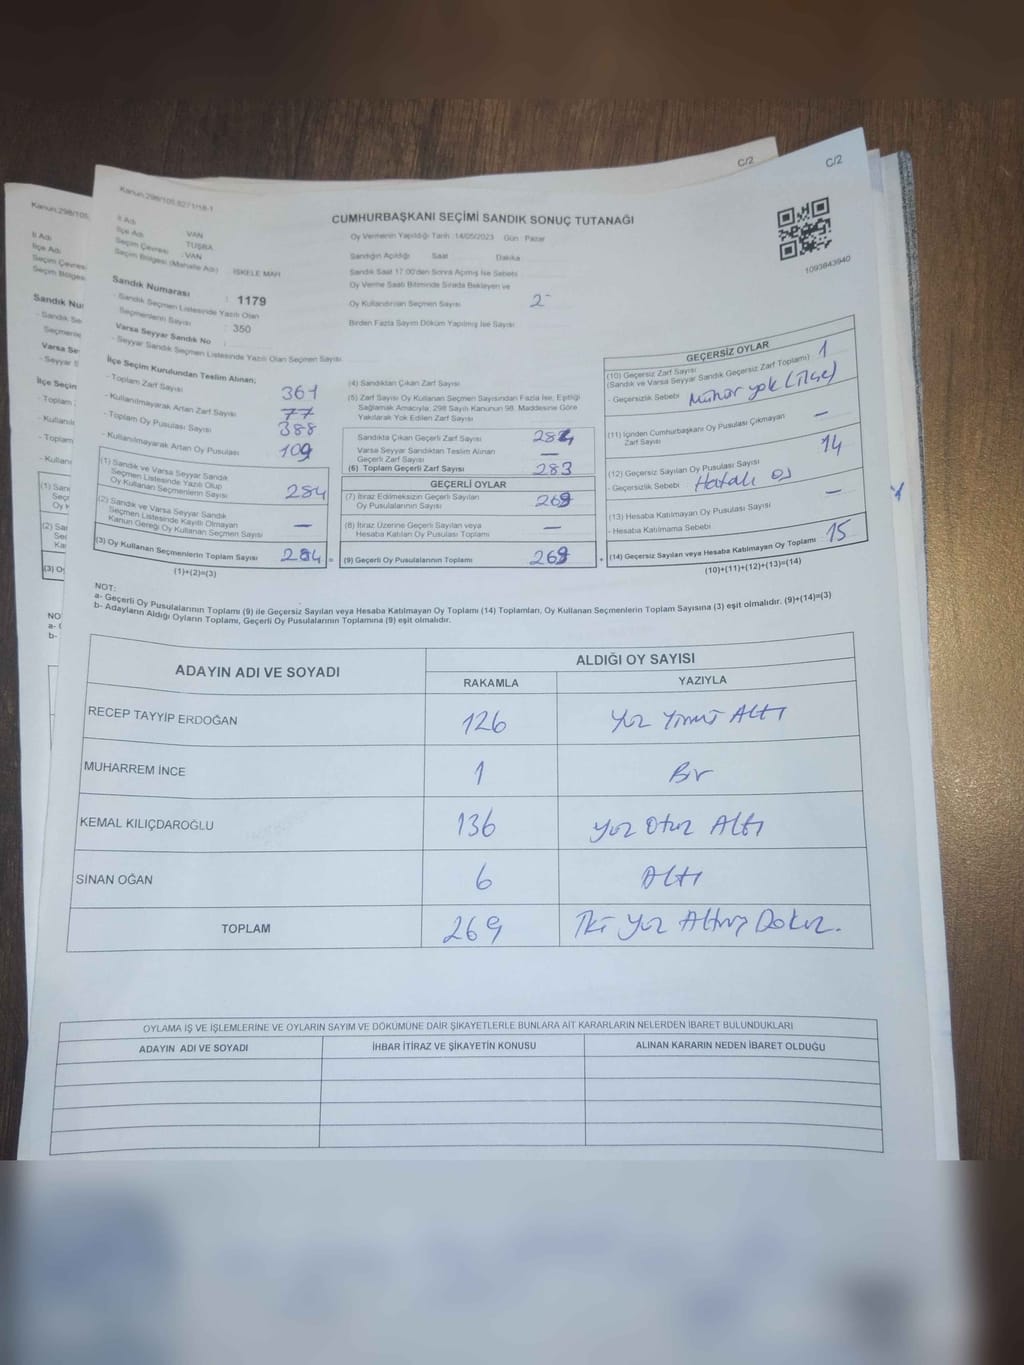 C/2
C/2
Kanun:298/105,82/1/18-1
Kanun:298/105,
CUMHURBAŞKANI SEÇİMİ SANDIK SONUÇ TUTANAĞI
1093843940
İl Adı VAN
İlçe Adı TUŞBA
Seçim Çevresi :VAN
Seçim Bölgesi (Mahalle Adı) : İSKELE MAH
Oy Vermenin Yapıldığı Tarih :14/05/2023 Gün : Pazar
Sandığın Açıldığı Saat Dakika
Sandık Saat 17.00'den Sonra Açılmış İse Sebebi
Oy Verme Saati Bitiminde Sırada Bekleyen ve
Oy Kullandırılan Seçmen Sayısı 2
Birden Fazla Sayım Döküm Yapılmış İse Sayısı
Sandık Numarası : 1179
- Sandık Seçmen Listesinde Yazılı Olan
Seçmenlerin Sayısı : 350
Varsa Seyyar Sandık No :
- Seyyar Sandık Seçmen Listesinde Yazılı Olan Seçmen Sayısı
İlçe Seçim Kurulundan Teslim Alınan;
- Toplam Zarf Sayısı 361
- Kullanılmayarak Artan Zarf Sayısı 77
- Toplam Oy Pusulası Sayısı 388
- Kullanılmayarak Artan Oy Pusulası 109
(1) Sandık ve Varsa Seyyar Sandık
Seçmen Listesinde Yazılı Olup
Oy Kullanan Seçmenlerin Sayısı 284
(2) Sandık ve Varsa Seyyar Sandık
Seçmen Listesinde Kayıtlı Olmayan
Kanun Gereği Oy Kullanan Seçmen Sayısı —
(3) Oy Kullanan Seçmenlerin Toplam Sayısı 284 =
(1)+(2)=(3)
(4) Sandıktan Çıkan Zarf Sayısı
(5) Zarf Sayısı Oy Kullanan Seçmen Sayısından Fazla İse, Eşitliği
Sağlamak Amacıyla; 298 Sayılı Kanunun 98. Maddesine Göre
Yakılarak Yok Edilen Zarf Sayısı
Sandıkta Çıkan Geçerli Zarf Sayısı
Varsa Seyyar Sandıktan Teslim Alınan
Geçerli Zarf Sayısı —
(6) Toplam Geçerli Zarf Sayısı 283
GEÇERLİ OYLAR
(7) İtiraz Edilmeksizin Geçerli Sayılan
Oy Pusulalarının Sayısı 269
(8) İtiraz Üzerine Geçerli Sayılan veya
Hesaba Katılan Oy Pusulası Toplamı —
(9) Geçerli Oy Pusulalarının Toplamı 269 +
GEÇERSİZ OYLAR
(10) Geçersiz Zarf Sayısı
(Sandık ve Varsa Seyyar Sandık Geçersiz Zarf Toplamı) 1
- Geçersizlik Sebebi Mühür yok (ilçe)
(11) İçinden Cumhurbaşkanı Oy Pusulası Çıkmayan
Zarf Sayısı —
(12) Geçersiz Sayılan Oy Pusulası Sayısı 14
- Geçersizlik Sebebi Hatalı oy
(13) Hesaba Katılmayan Oy Pusulası Sayısı —
- Hesaba Katılmama Sebebi
(14) Geçersiz Sayılan veya Hesaba Katılmayan Oy Toplamı 15
(10)+(11)+(12)+(13)=(14)
NOT:
a- Geçerli Oy Pusulalarının Toplamı (9) ile Geçersiz Sayılan veya Hesaba Katılmayan Oy Toplamı (14) Toplamları, Oy Kullanan Seçmenlerin Toplam Sayısına (3) eşit olmalıdır. (9)+(14)=(3)
b- Adayların Aldığı Oyların Toplamı, Geçerli Oy Pusulalarının Toplamına (9) eşit olmalıdır.
ADAYIN ADI VE SOYADI ALDIĞI OY SAYISI
RAKAMLA YAZIYLA
RECEP TAYYİP ERDOĞAN 126 Yüz Yirmi Altı
MUHARREM İNCE 1 Bir
KEMAL KILIÇDAROĞLU 136 Yüz Otuz Altı
SİNAN OĞAN 6 Altı
TOPLAM 269 İki Yüz Altmış Dokuz.
OYLAMA İŞ VE İŞLEMLERİNE VE OYLARIN SAYIM VE DÖKÜMÜNE DAİR ŞİKAYETLERLE BUNLARA AİT KARARLARIN NELERDEN İBARET BULUNDUKLARI
ADAYIN ADI VE SOYADI İHBAR İTİRAZ VE ŞİKAYETİN KONUSU ALINAN KARARIN NEDEN İBARET OLDUĞU